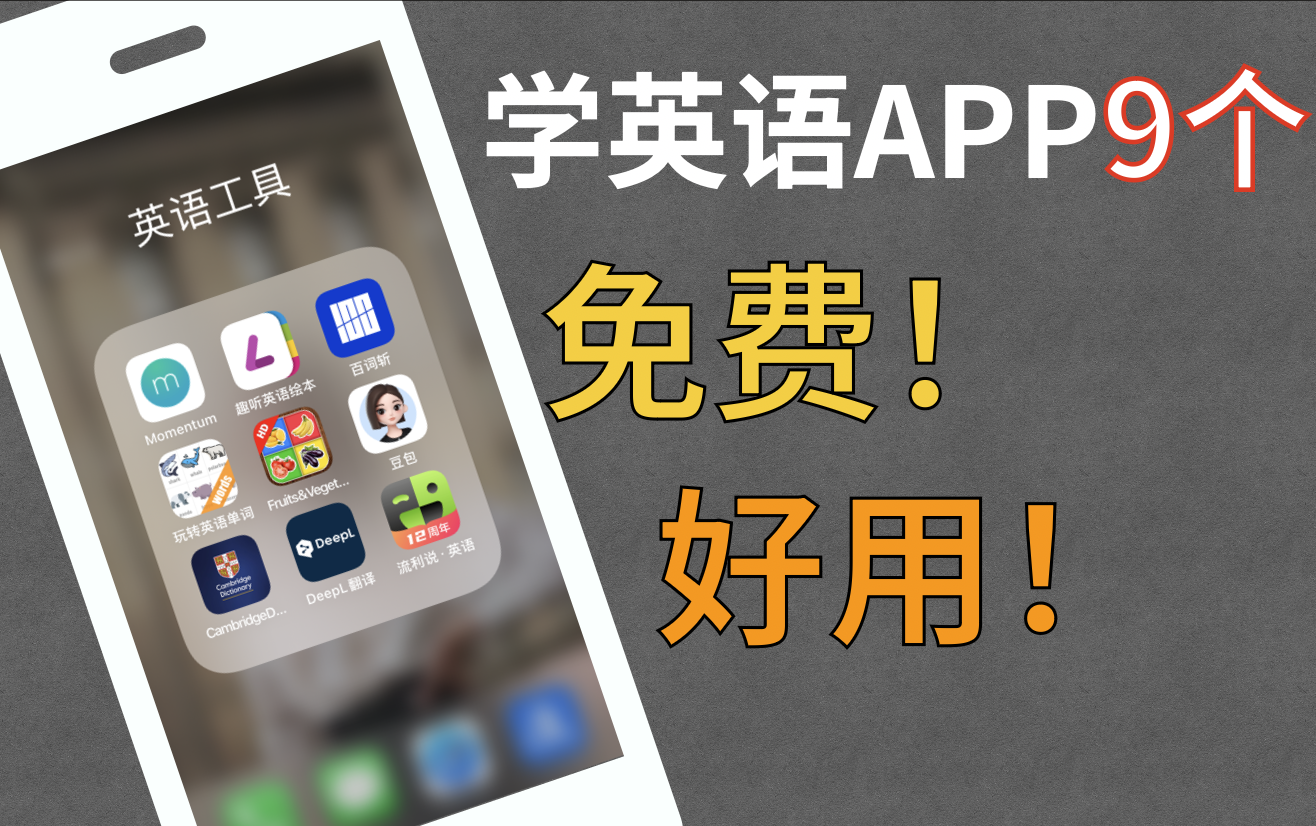 学英语APP9个
免费！
好用！
英语工具
m
Momentum
趣听英语绘本
百词斩
words
玩转英语单词
HD
Fruits&Veget...
豆包
Cambridge
Dictionary
CambridgeD...
DeepL
DeepL 翻译
12周年
流利说·英语